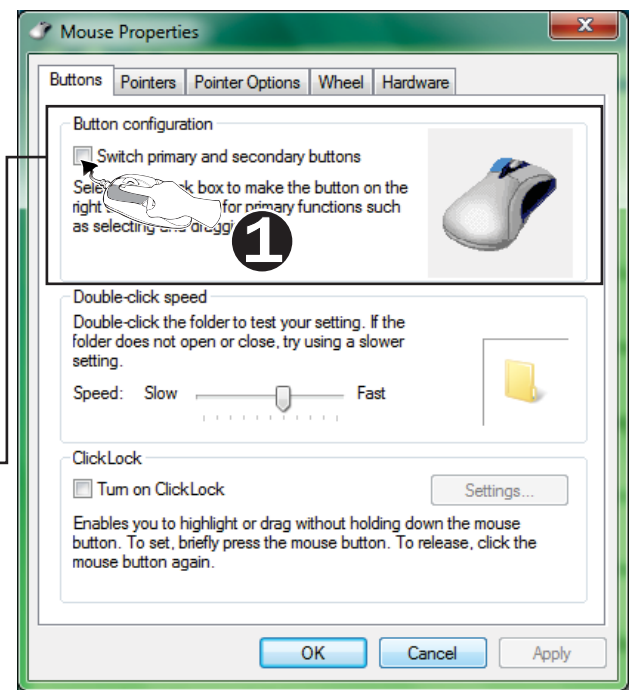 Mouse Properties
Buttons Pointers Pointer Options Wheel Hardware
Button configuration
Switch primary and secondary buttons
box to make the button on the
for primary functions such
as selecting and
1
Double-click speed
Double-click the folder to test your setting. If the
folder does not open or close, try using a slower
setting.
Speed: Slow Fast
ClickLock
Turn on ClickLock
Settings...
Enables you to highlight or drag without holding down the mouse
button. To set, briefly press the mouse button. To release, click the
mouse button again.
OK Cancel Apply